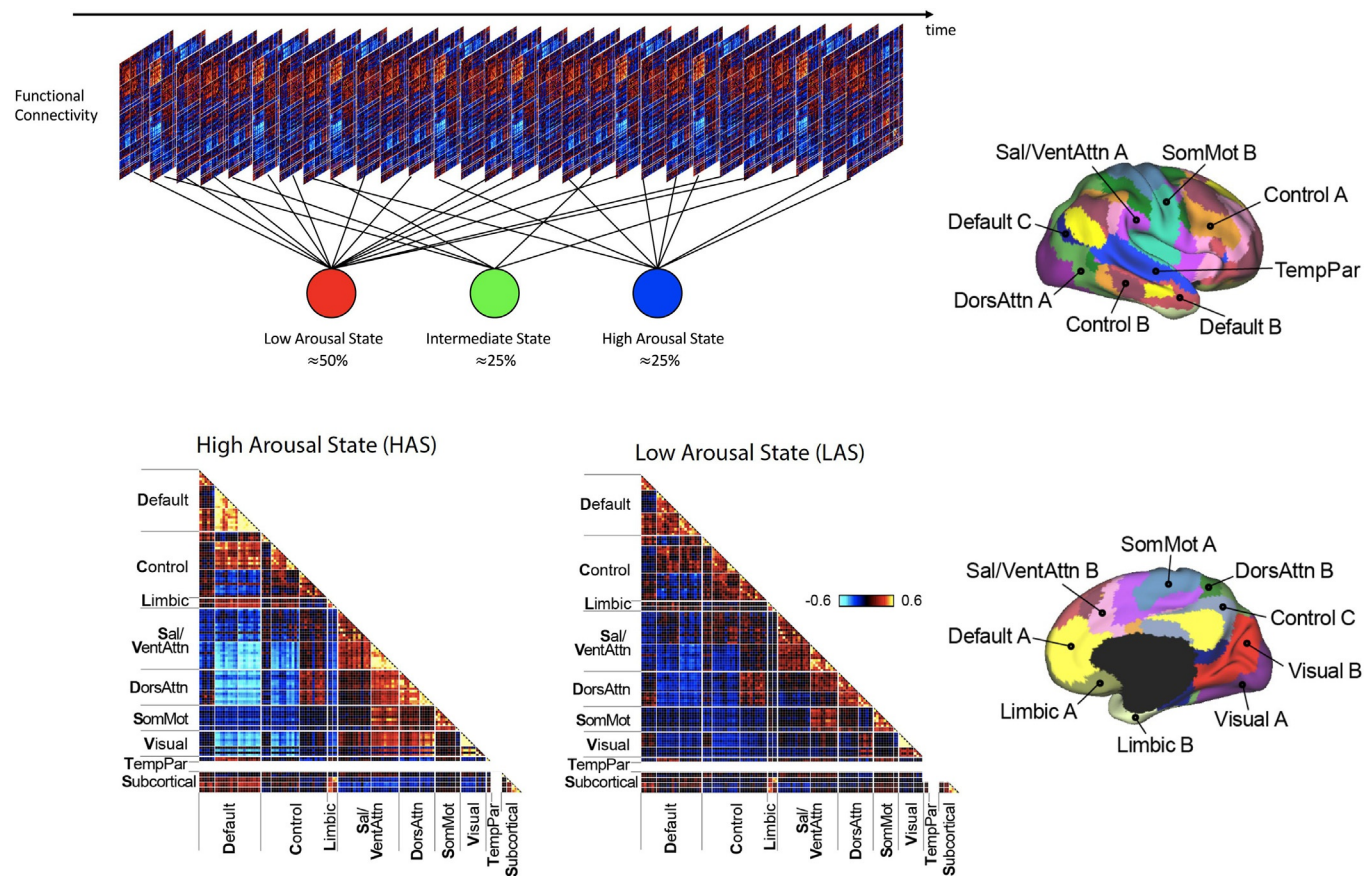 time
Functional
Connectivity
Low Arousal State
≈50%
Intermediate State
≈25%
High Arousal State
≈25%
Sal/VentAttn A
SomMot B
Control A
Default C
TempPar
DorsAttn A
Control B
Default B
High Arousal State (HAS)
Default
Control
Limbic
Sal/
VentAttn
DorsAttn
SomMot
Visual
TempPar
Subcortical
Default
Control
Limbic
Sal/
VentAttn
DorsAttn
SomMot
Visual
TempPar
Subcortical
Low Arousal State (LAS)
Default
Control
Limbic
Sal/
VentAttn
DorsAttn
SomMot
Visual
TempPar
Subcortical
Default
Control
Limbic
Sal/
VentAttn
DorsAttn
SomMot
Visual
TempPar
Subcortical
-0.6
0.6
SomMot A
Sal/VentAttn B
DorsAttn B
Control C
Default A
Visual B
Limbic A
Visual A
Limbic B